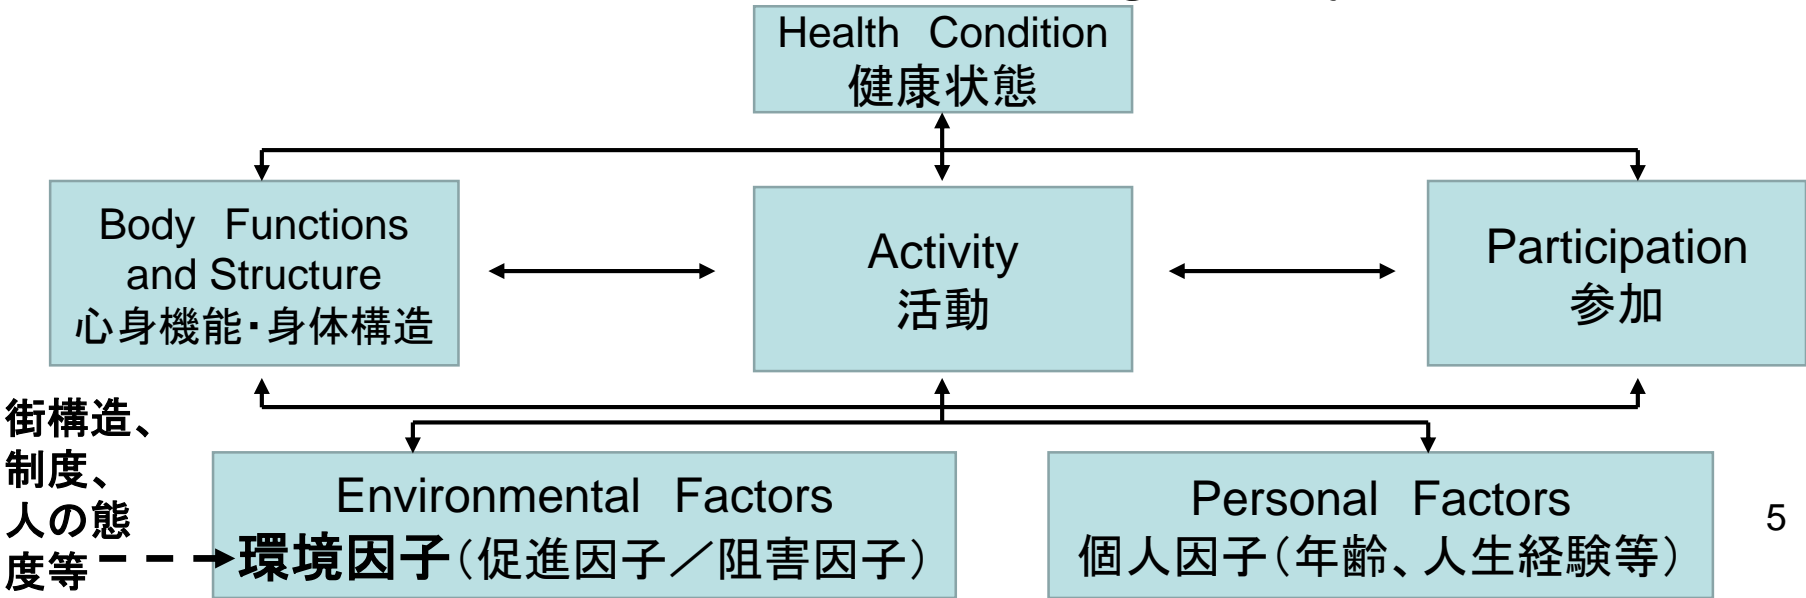 Health Condition
健康状態
Body Functions
and Structure
心身機能・身体構造
Activity
活動
Participation
参加
街構造、
制度、
人の態
度等
Environmental Factors
環境因子(促進因子/阻害因子)
Personal Factors
個人因子(年齢、人生経験等)
5